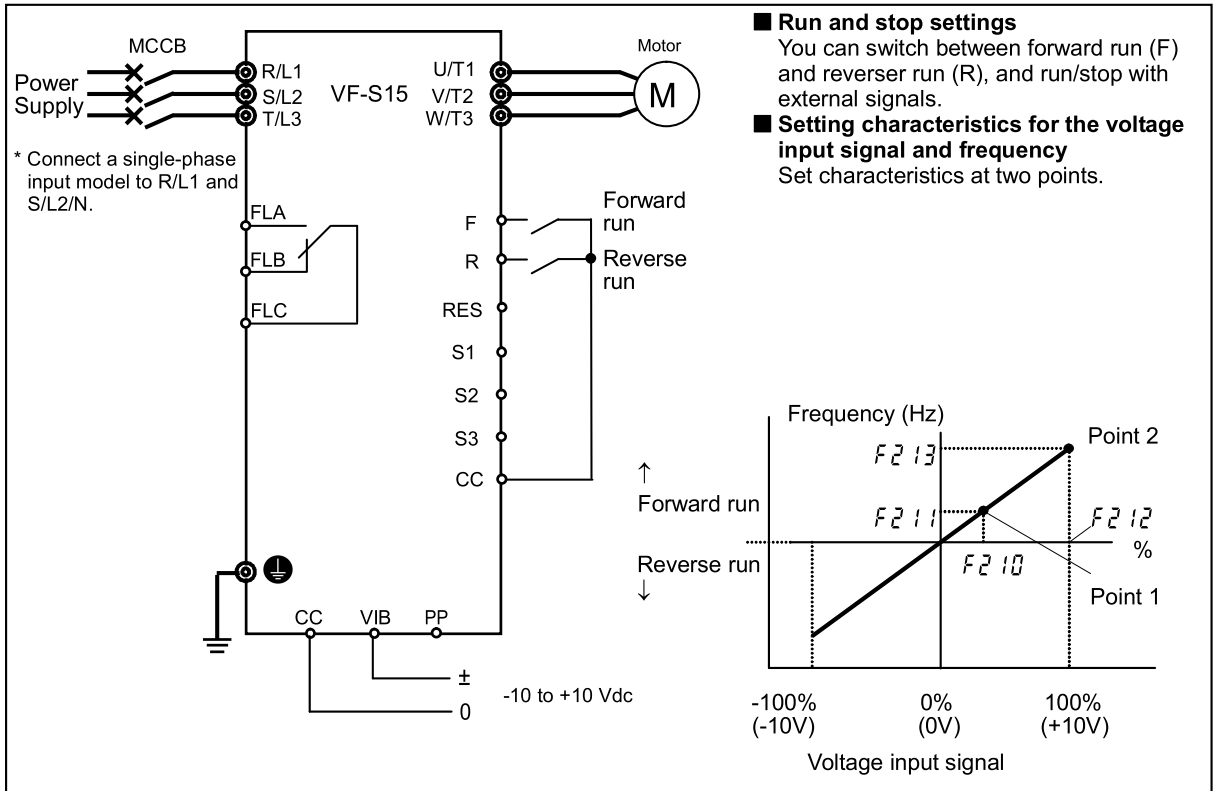 MCCB
Power
Supply
R/L1
S/L2
T/L3
VF-S15
U/T1
V/T2
W/T3
Motor
M
* Connect a single-phase
input model to R/L1 and
S/L2/N.
FLA
FLB
FLC
F
R
RES
S1
S2
S3
CC
Forward
run
Reverse
run
CC
VIB
PP
±
0
-10 to +10 Vdc
■ Run and stop settings
You can switch between forward run (F)
and reverser run (R), and run/stop with
external signals.
■ Setting characteristics for the voltage
input signal and frequency
Set characteristics at two points.
Frequency (Hz)
Point 2
F213
↑
Forward run
F211
F212
%
Reverse run
↓
F210
Point 1
-100%
(-10V)
0%
(0V)
100%
(+10V)
Voltage input signal